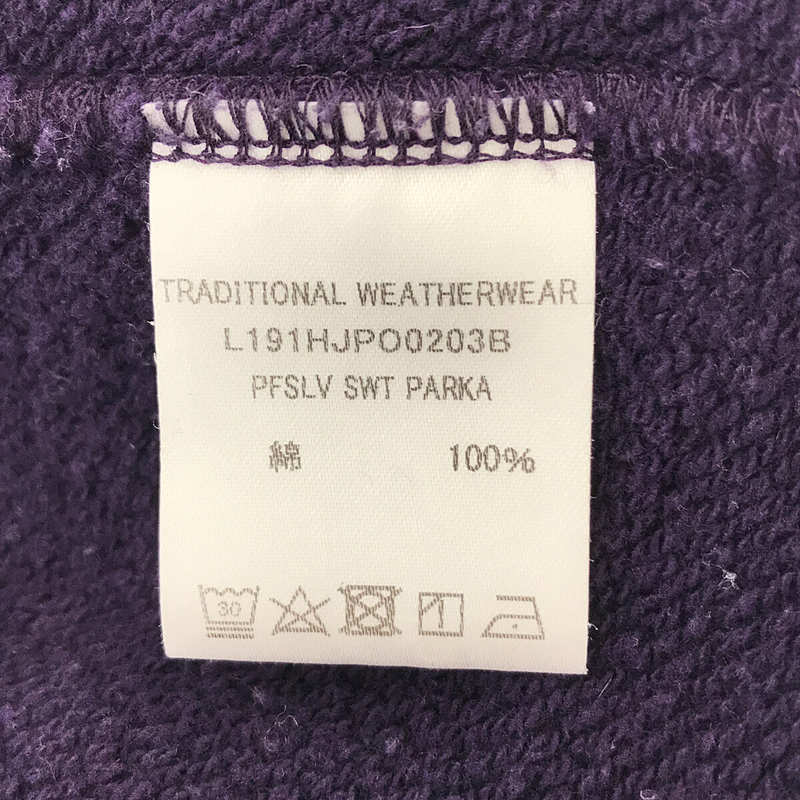 TRADITIONAL WEATHERWEAR
L191HJPO0203B
PFSLV SWT PARKA
綿 100%
30